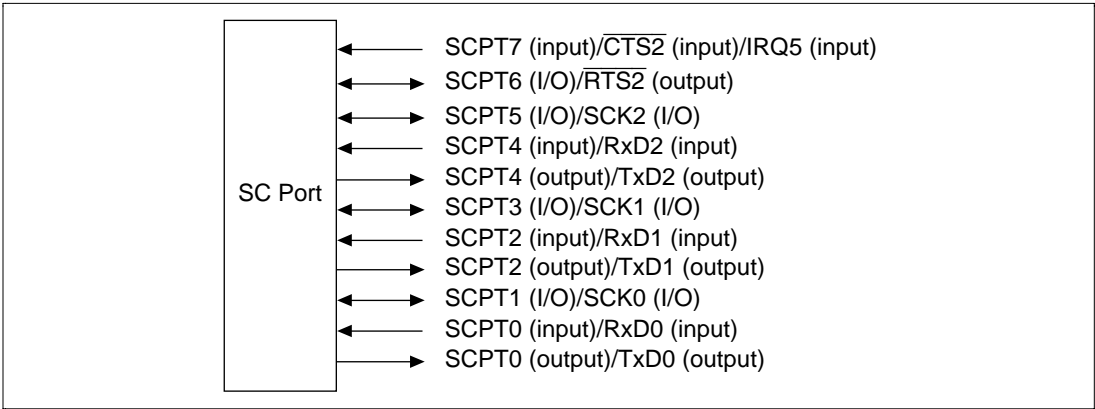 SC Port
SCPT7 (input)/C̅T̅S̅2̅ (input)/IRQ5 (input)
SCPT6 (I/O)/R̅T̅S̅2̅ (output)
SCPT5 (I/O)/SCK2 (I/O)
SCPT4 (input)/RxD2 (input)
SCPT4 (output)/TxD2 (output)
SCPT3 (I/O)/SCK1 (I/O)
SCPT2 (input)/RxD1 (input)
SCPT2 (output)/TxD1 (output)
SCPT1 (I/O)/SCK0 (I/O)
SCPT0 (input)/RxD0 (input)
SCPT0 (output)/TxD0 (output)